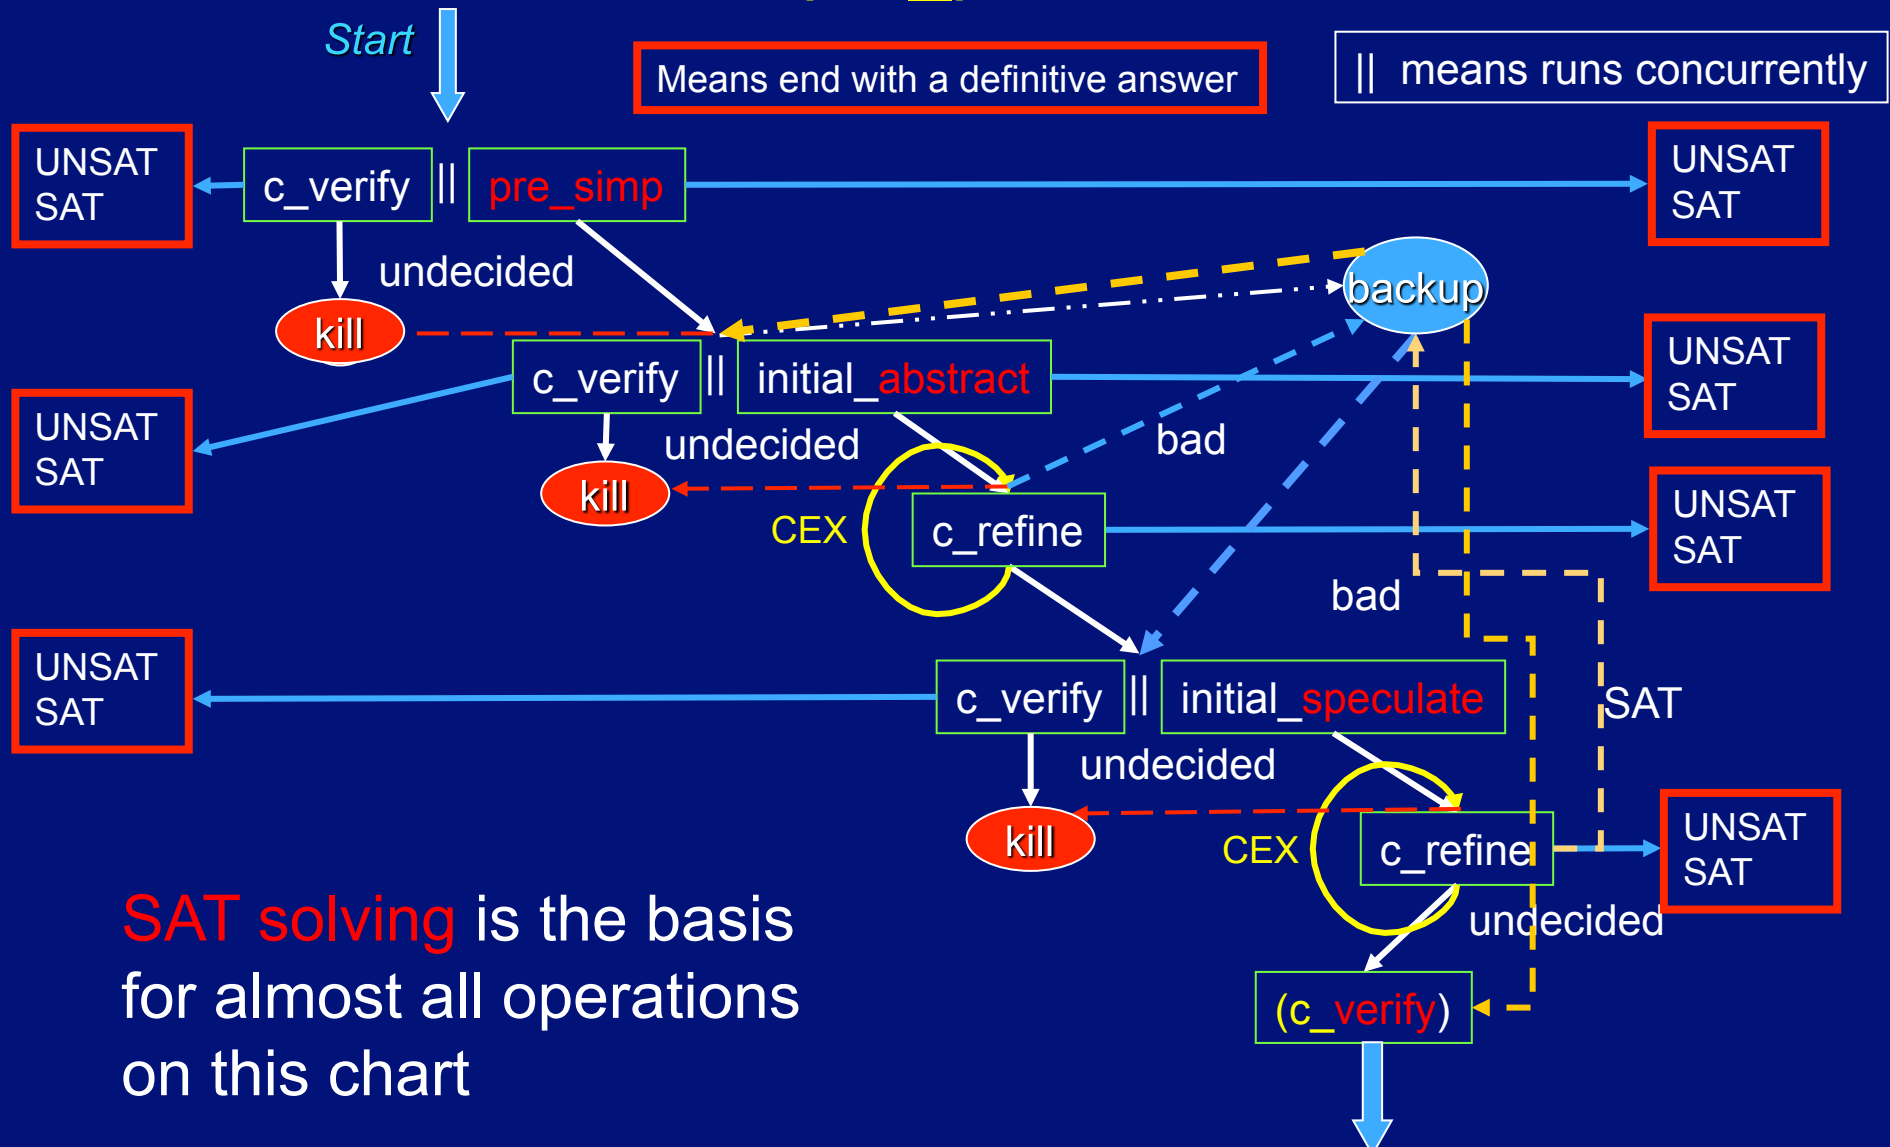 Start
Means end with a definitive answer
|| means runs concurrently
UNSAT
SAT
c_verify || pre_simp
UNSAT
SAT
undecided
backup
kill
UNSAT
SAT
c_verify || initial_abstract
UNSAT
SAT
undecided
bad
kill
CEX
c_refine
UNSAT
SAT
bad
UNSAT
SAT
c_verify || initial_speculate
SAT
undecided
kill
CEX
c_refine
UNSAT
SAT
undecided
(c_verify)
SAT solving is the basis
for almost all operations
on this chart